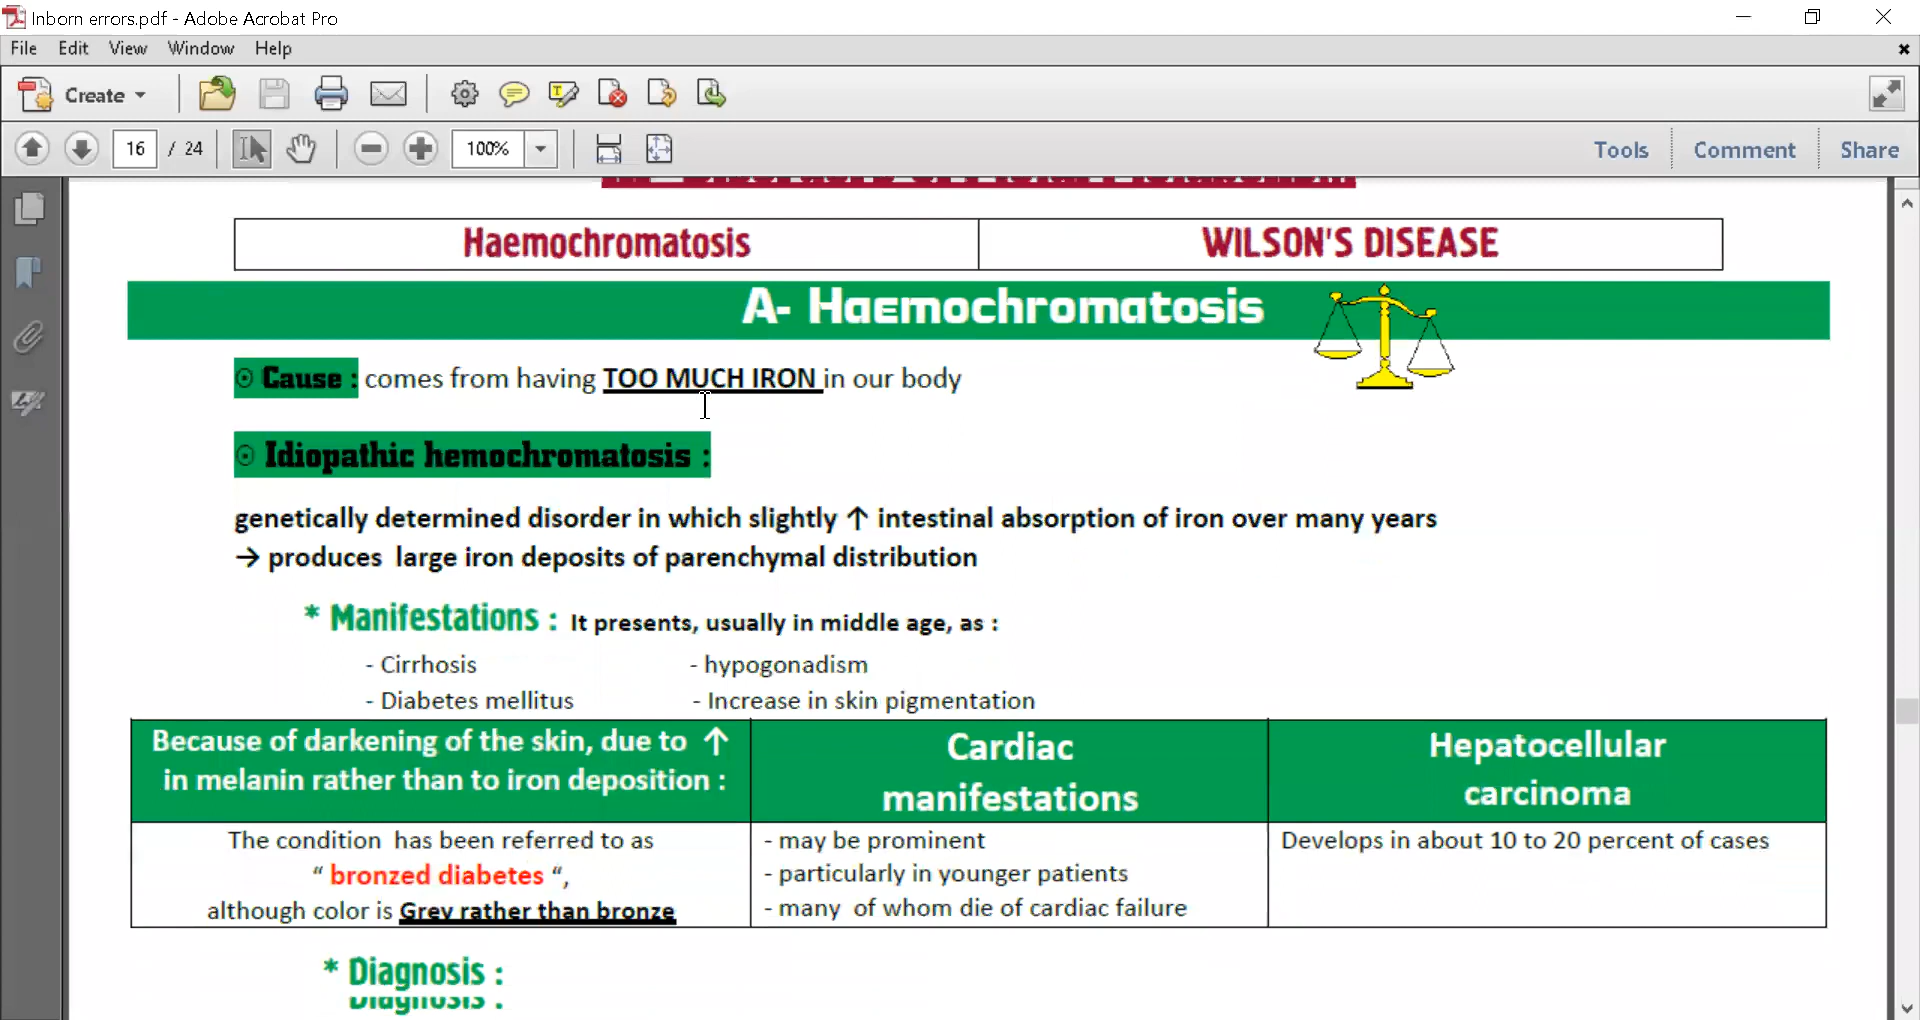 Inborn errors.pdf - Adobe Acrobat Pro
File Edit View Window Help
Create
16 / 24 100% Tools Comment Share
Haemochromatosis WILSON'S DISEASE
A- Haemochromatosis
⊙ Cause : comes from having TOO MUCH IRON in our body
⊙ Idiopathic hemochromatosis :
genetically determined disorder in which slightly ↑ intestinal absorption of iron over many years
→ produces large iron deposits of parenchymal distribution
* Manifestations : It presents, usually in middle age, as :
- Cirrhosis - hypogonadism
- Diabetes mellitus - Increase in skin pigmentation
Because of darkening of the skin, due to ↑
in melanin rather than to iron deposition :
Cardiac
manifestations
Hepatocellular
carcinoma
The condition has been referred to as
“ bronzed diabetes “,
although color is Grey rather than bronze
- may be prominent
- particularly in younger patients
- many of whom die of cardiac failure
Develops in about 10 to 20 percent of cases
* Diagnosis :
Diagnosis :